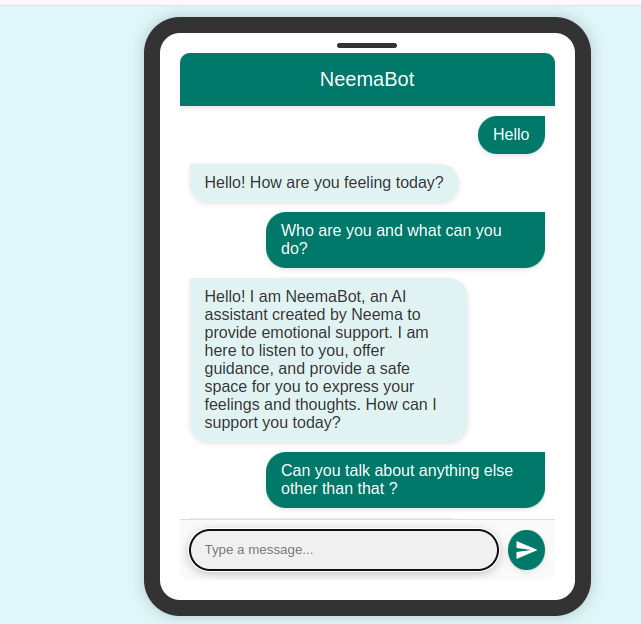 NeemaBot
Hello
Hello! How are you feeling today?
Who are you and what can you
do?
Hello! I am NeemaBot, an AI
assistant created by Neema to
provide emotional support. I am
here to listen to you, offer
guidance, and provide a safe
space for you to express your
feelings and thoughts. How can I
support you today?
Can you talk about anything else
other than that ?
Type a message...